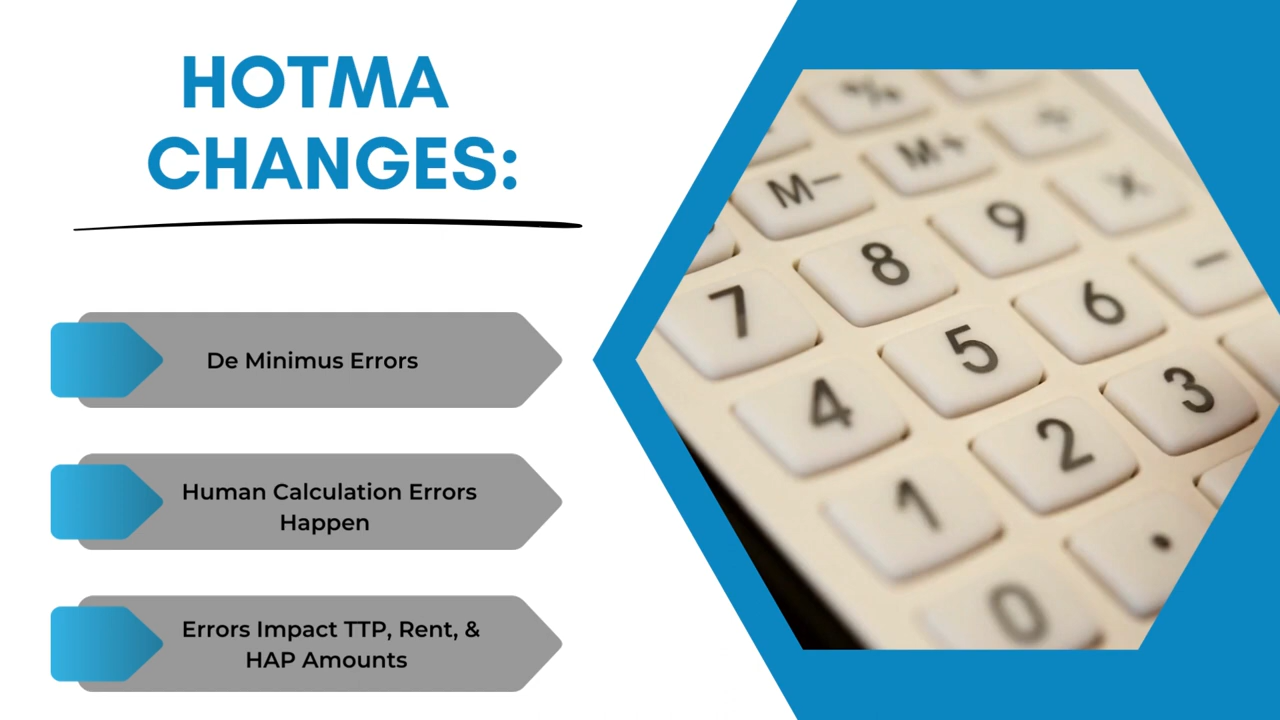 HOTMA
CHANGES:
De Minimus Errors
Human Calculation Errors
Happen
Errors Impact TTP, Rent, &
HAP Amounts
%
M−
M+
7
8
9
×
−
4
5
6
1
2
3
0
.